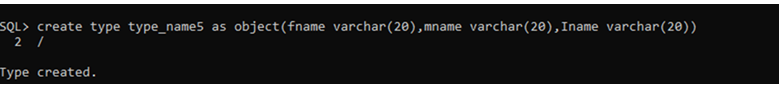 SQL> create type type_name5 as object(fname varchar(20),mname varchar(20),Iname varchar(20))
  2  /
Type created.